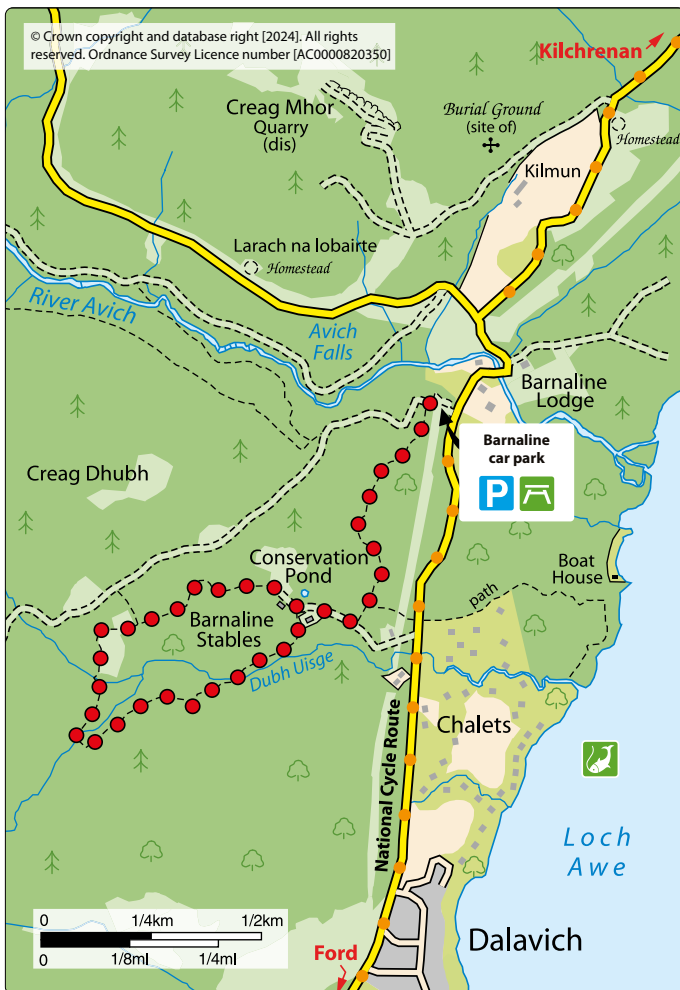 © Crown copyright and database right [2024]. All rights
reserved. Ordnance Survey Licence number [AC0000820350]
Kilchrenan
Creag Mhor
Quarry
(dis)
Burial Ground
(site of)
Homestead
Kilmun
Larach na lobairte
Homestead
River Avich
Avich
Falls
Barnaline
Lodge
Barnaline
car park
P
Creag Dhubh
Conservation
Pond
Boat
House
path
Barnaline
Stables
Dubh Uisge
National Cycle Route
Chalets
Loch
Awe
0 1/4km 1/2km
0 1/8ml 1/4ml
Ford
Dalavich